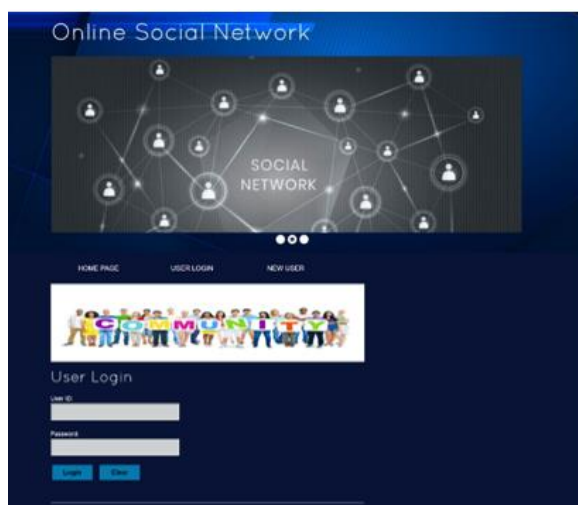 Online Social Network
SOCIAL
NETWORK
HOME PAGE USER LOGIN NEW USER
COMMUNITY
User Login
User ID:
Password:
Login Clear